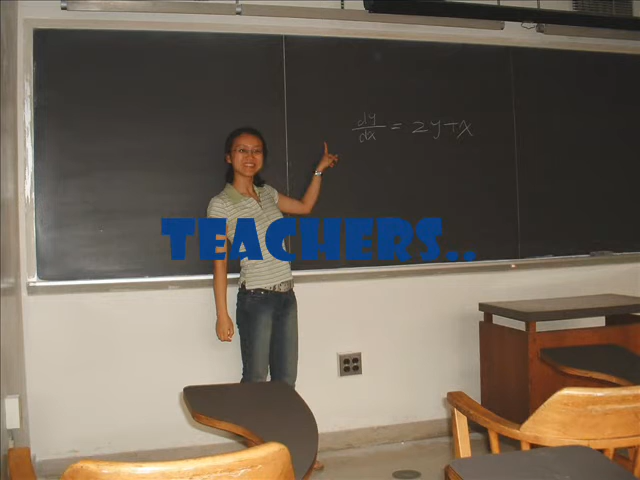 dy/dx = 2y+x
TEACHERS..